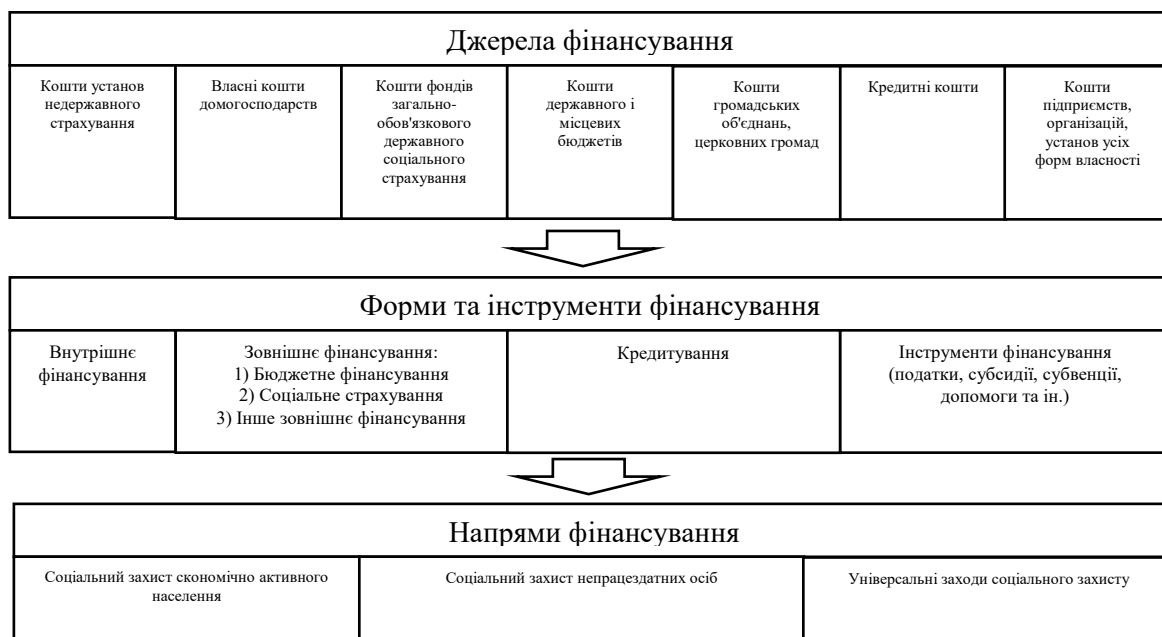 Джерела фінансування
Кошти установ
недержавного
страхування
Власні кошти
домогосподарств
Кошти фондів
загально-
обов'язкового
державного
соціального
страхування
Кошти
державного і
місцевих
бюджетів
Кошти
громадських
об'єднань,
церковних громад
Кредитні кошти
Кошти
підприємств,
організацій,
установ усіх
форм власності
Форми та інструменти фінансування
Внутрішнє
фінансування
Зовнішнє фінансування:
1) Бюджетне фінансування
2) Соціальне страхування
3) Інше зовнішнє фінансування
Кредитування
Інструменти фінансування
(податки, субсидії, субвенції,
допомоги та ін.)
Напрями фінансування
Соціальний захист єкономічно активного
населення
Соціальний захист непрацездатних осіб
Універсальні заходи соціального захисту